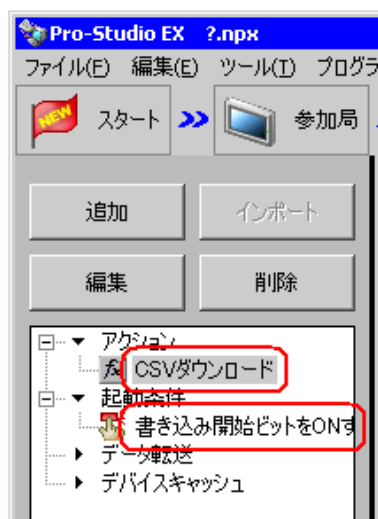 Pro-Studio EX ?.npx
ファイル(F) 編集(E) ツール(T) プログラ
NEW スタート 参加局
追加 インポート
編集 削除
アクション
fx CSVダウンロード
起動条件
書き込み開始ビットをONす
データ転送
デバイスキャッシュ